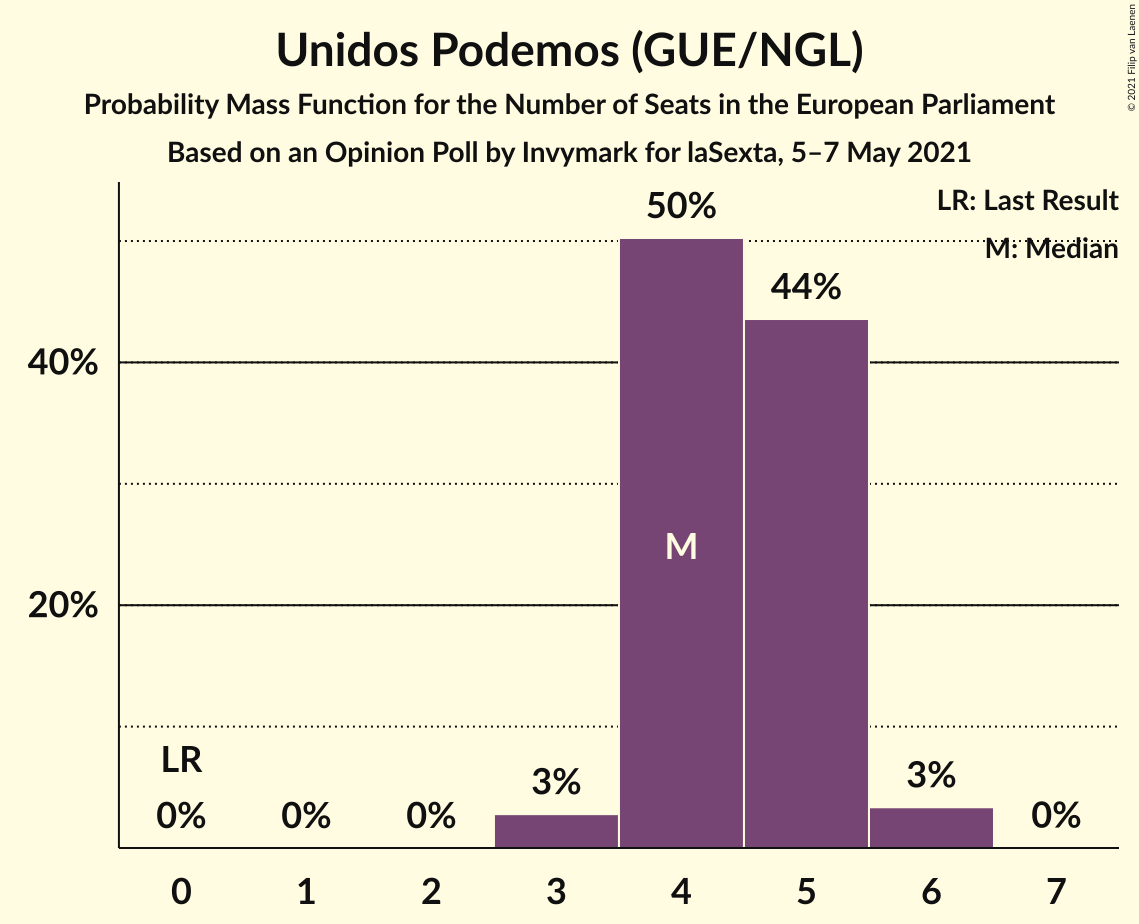 Unidos Podemos (GUE/NGL)
Probability Mass Function for the Number of Seats in the European Parliament
Based on an Opinion Poll by Invymark for laSexta, 5–7 May 2021
© 2021 Filip van Laenen
LR: Last Result
M: Median
50%
44%
40%
M
20%
LR
3%
3%
0%
0%
0%
0%
0 1 2 3 4 5 6 7